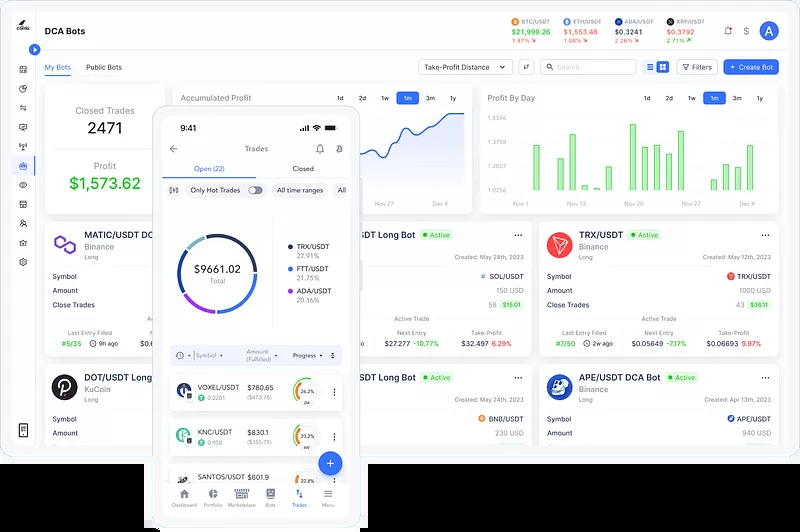 cornix
DCA Bots
BTC/USDT
$21,999.26
1.87%
ETH/USDT
$1,553.48
1.08%
ADA/USDT
$0.3241
2.26%
XRP/USDT
$0.3792
2.71%
A
My Bots
Public Bots
Take-Profit Distance
Search
Filters
+ Create Bot
Closed Trades
2471
Profit
$1,573.62
Accumulated Profit
1d 2d 1w 1m 3m 1y
Nov 27 Dec 4
Profit By Day
1d 2d 1w 1m 3m 1y
1.5596
1.3798
1.2027
1.0256
Nov 1 Nov 13 Nov 20 Nov 27 Dec 4
MATIC/USDT DC
Binance
Long
Symbol
Amount
Close Trades
Last Entry Filled
#5/35 9h ago
$0.6
DT Long Bot Active
Created: May 24th, 2023
SOL/USDT
150 USD
58 $15.01
Active Trade
Next Entry
$27.277 -10.77%
Take-Profit
$32.497 6.29%
TRX/USDT Active
Binance
Long
Created: May 24th, 2023
Symbol TRX/USDT
Amount 1000 USD
Close Trades 43 $36.11
Active Trade
Last Entry Filled
#7/50 2w ago
Next Entry
$0.05649 -7.17%
Take-Profit
$0.06693 9.97%
DOT/USDT Long
KuCoin
Long
Symbol
Amount
Long Bot Active
Created: May 24th, 2023
BNB/USDT
230 USD
APE/USDT DCA Bot Active
Binance
Long
Created: Apr 13th, 2023
Symbol APE/USDT
Amount 940 USD
9:41
Trades
Open (22)
Closed
Only Hot Trades
All time ranges
All
$9661.02
Total
TRX/USDT
27.91%
FTT/USDT
21.75%
ADA/USDT
20.16%
Symbol
Amount
(Fulfilled)
Progress
VOXEL/USDT $780.65
0.2201 ($470.76)
26.2%
KNC/USDT $830.1
0.958 ($355.78)
23.2%
SANTOS/USDT $601.9
22.8%
+
Dashboard
Portfolio
Marketplace
Bots
Trades
Menu